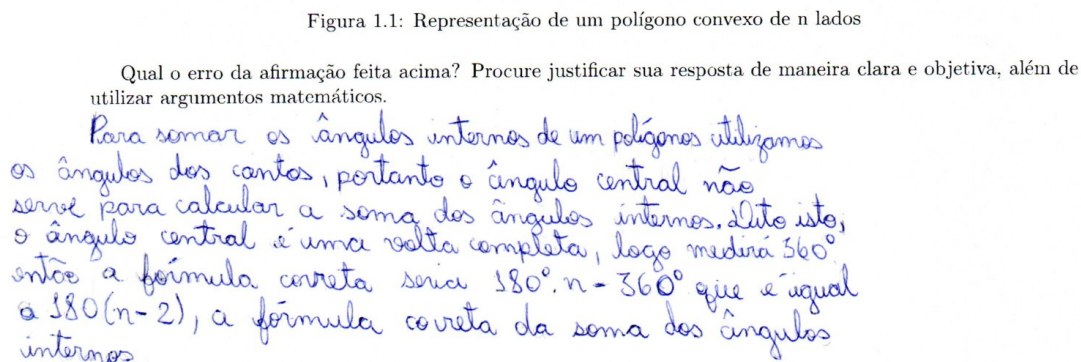 Figura 1.1: Representação de um polígono convexo de n lados
Qual o erro da afirmação feita acima? Procure justificar sua resposta de maneira clara e objetiva, além de
utilizar argumentos matemáticos.
Para somar os ângulos internos de um polígonos utilizamos
os ângulos dos cantos, portanto o ângulo central não
serve para calcular a soma dos ângulos internos. Dito isto,
o ângulo central é uma volta completa, logo medirá 360°
então a fórmula correta seria 180°.n - 360° que é igual
a 180(n-2), a fórmula correta da soma dos ângulos
internos